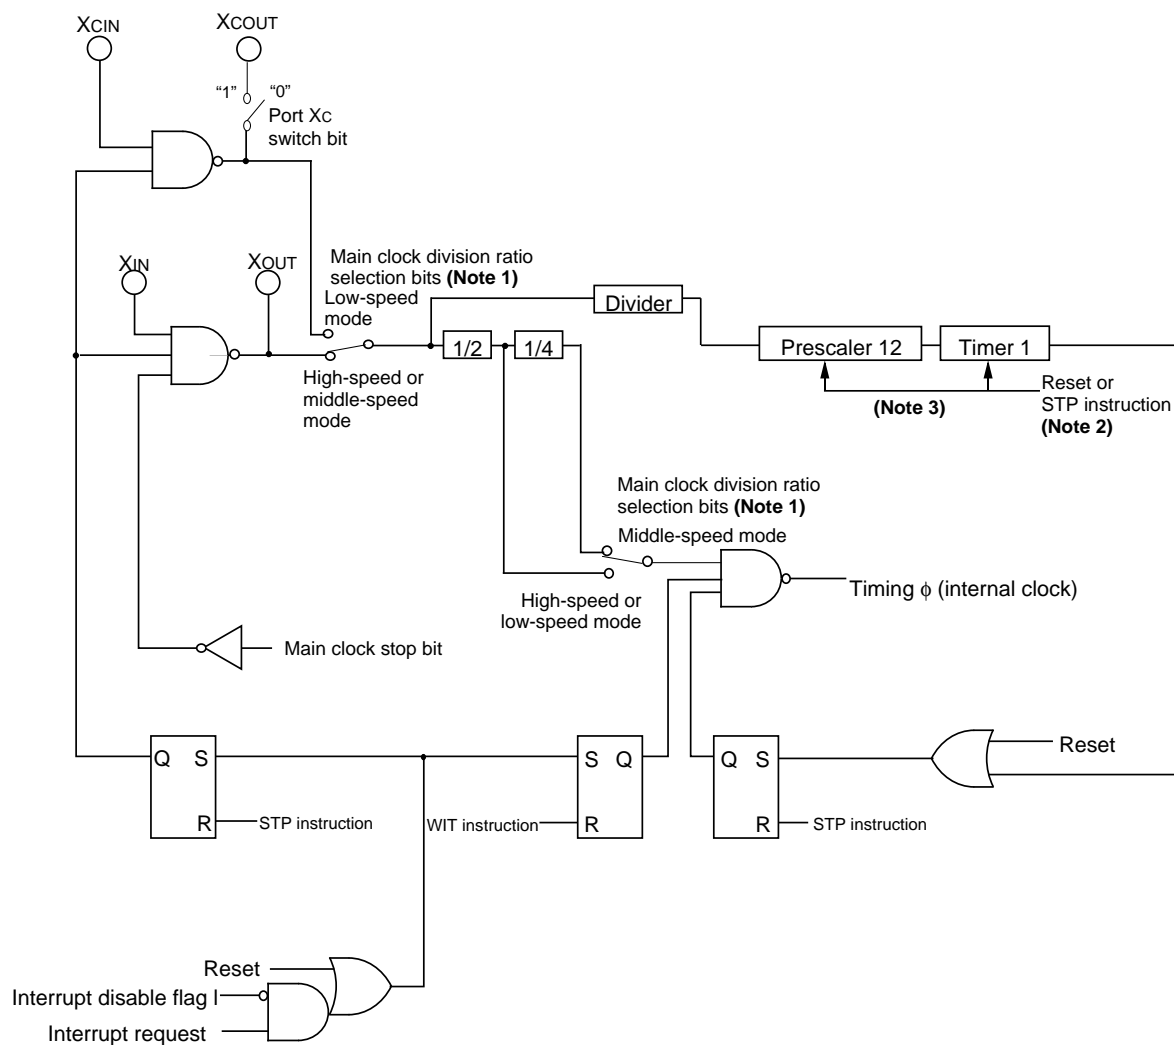 XCIN
XCOUT
“1” “0”
Port XC
switch bit
XIN
XOUT
Main clock division ratio
selection bits (Note 1)
Low-speed
mode
High-speed or
middle-speed
mode
1/2
1/4
Divider
Prescaler 12
Timer 1
(Note 3)
Reset or
STP instruction
(Note 2)
Main clock division ratio
selection bits (Note 1)
Middle-speed mode
High-speed or
low-speed mode
Timing ϕ (internal clock)
Main clock stop bit
Q S
R
STP instruction
S Q
R
WIT instruction
Q S
R
STP instruction
Reset
Reset
Interrupt disable flag I
Interrupt request